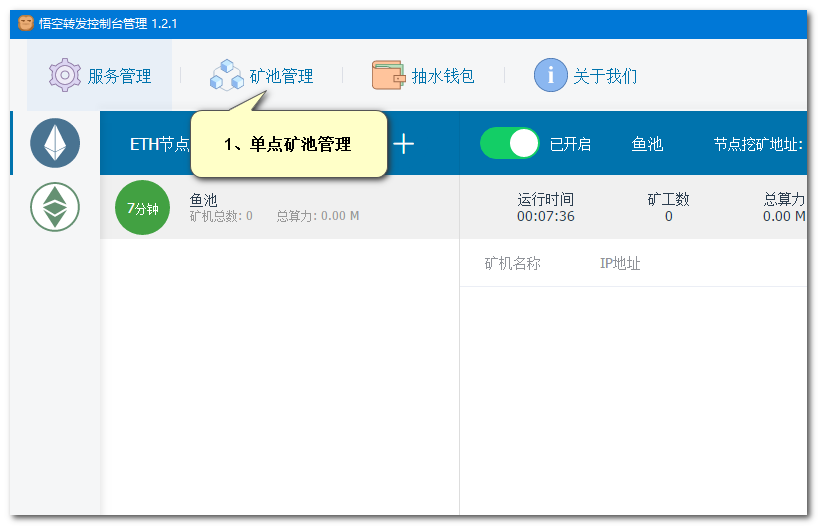 悟空转发控制台管理 1.2.1
服务管理
矿池管理
抽水钱包
关于我们
ETH节点
1、单点矿池管理
已开启
鱼池
节点挖矿地址:
7分钟
鱼池
矿机总数: 0 总算力: 0.00 M
运行时间
00:07:36
矿工数
0
总算力
0.00 M
矿机名称
IP地址